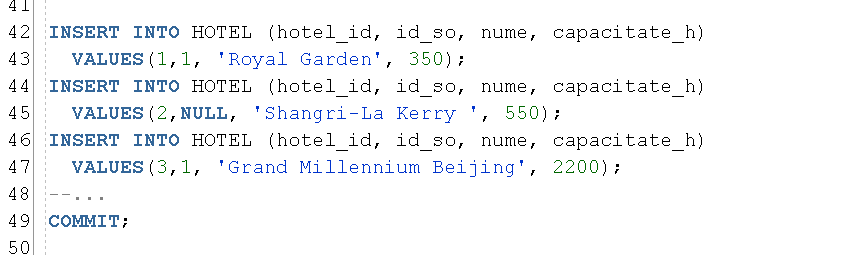 41
42 INSERT INTO HOTEL (hotel_id, id_so, nume, capacitate_h)
43   VALUES(1,1, 'Royal Garden', 350);
44 INSERT INTO HOTEL (hotel_id, id_so, nume, capacitate_h)
45   VALUES(2,NULL, 'Shangri-La Kerry ', 550);
46 INSERT INTO HOTEL (hotel_id, id_so, nume, capacitate_h)
47   VALUES(3,1, 'Grand Millennium Beijing', 2200);
48 --...
49 COMMIT;
50